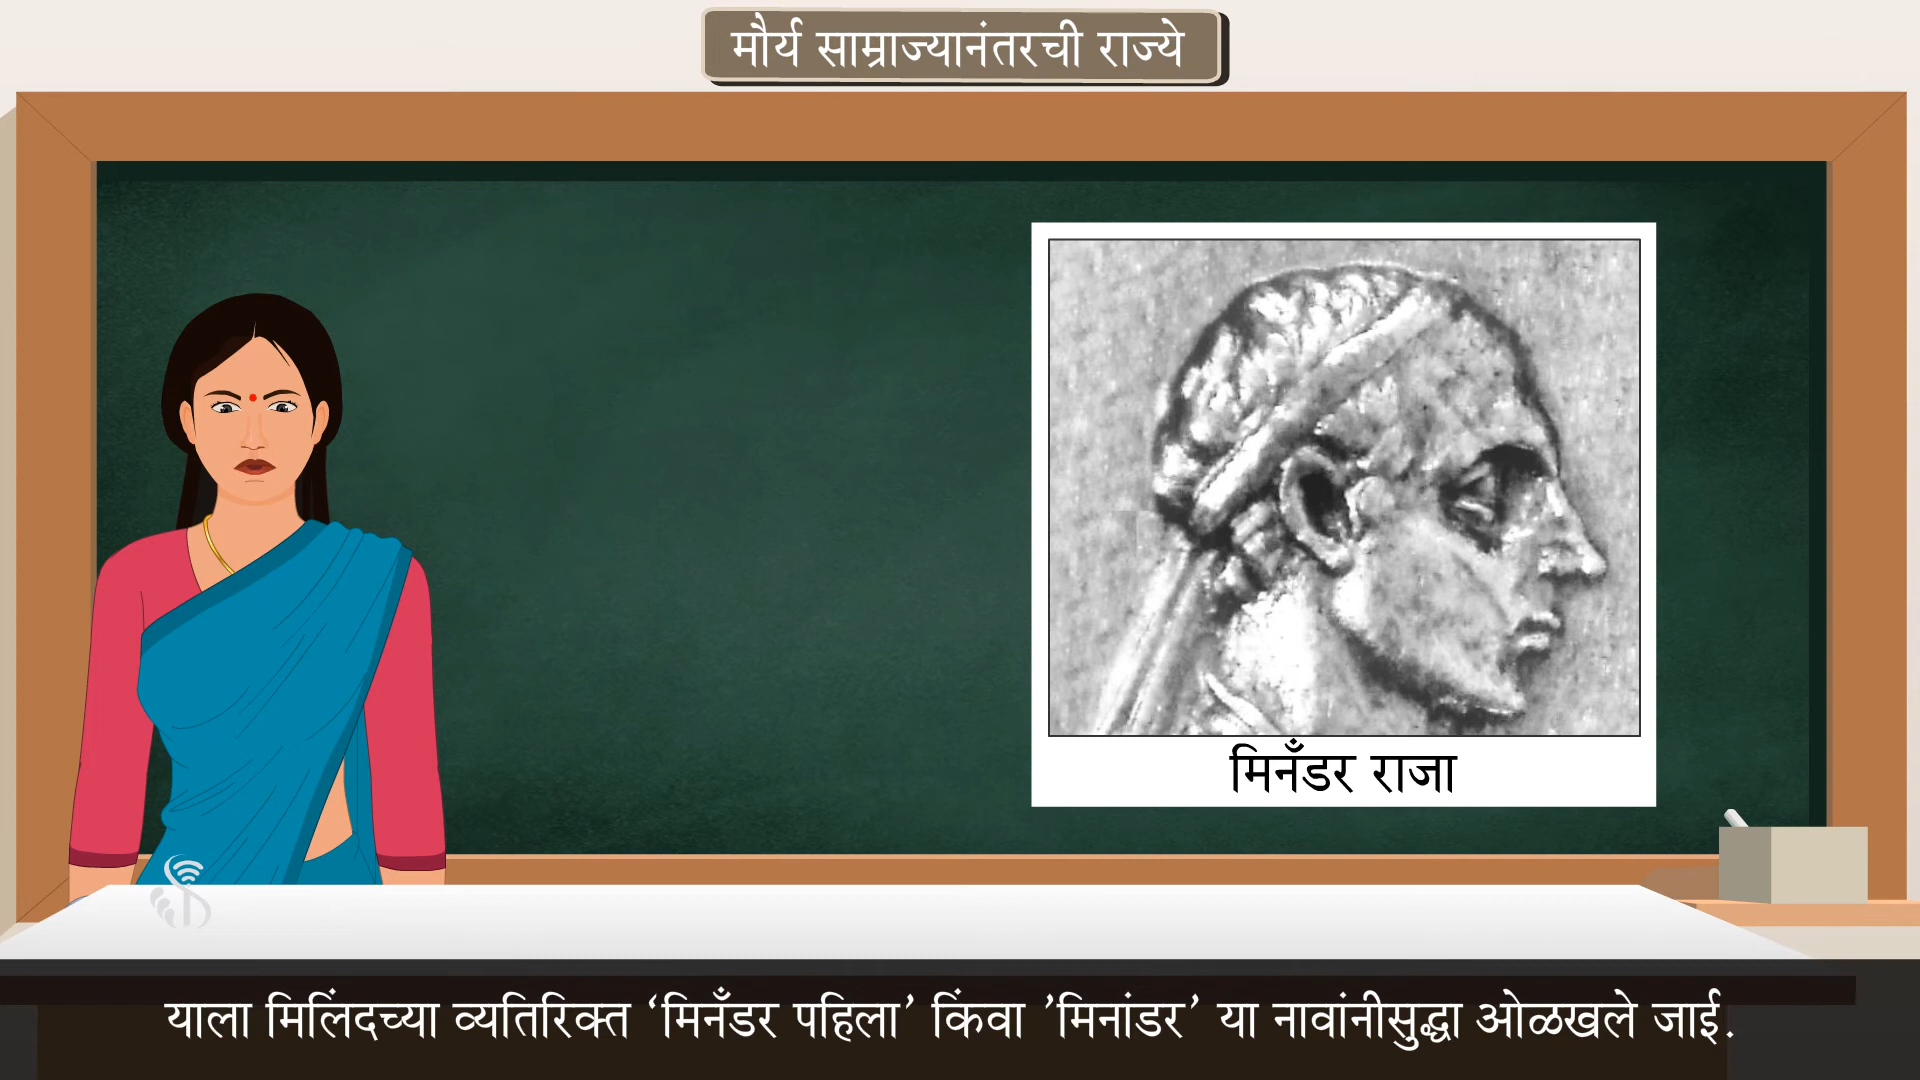 मौर्य साम्राज्यानंतरची राज्ये
मिनँडर राजा
याला मिलिंदच्या व्यतिरिक्त ‘मिनँडर पहिला’ किंवा ’मिनांडर’ या नावांनीसुद्धा ओळखले जाई.